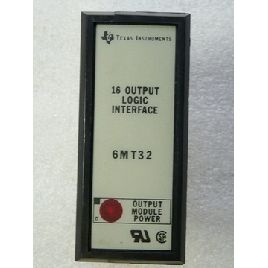 TEXAS INSTRUMENTS
16 OUTPUT
LOGIC
INTERFACE
6MT32
OUTPUT
MODULE
POWER